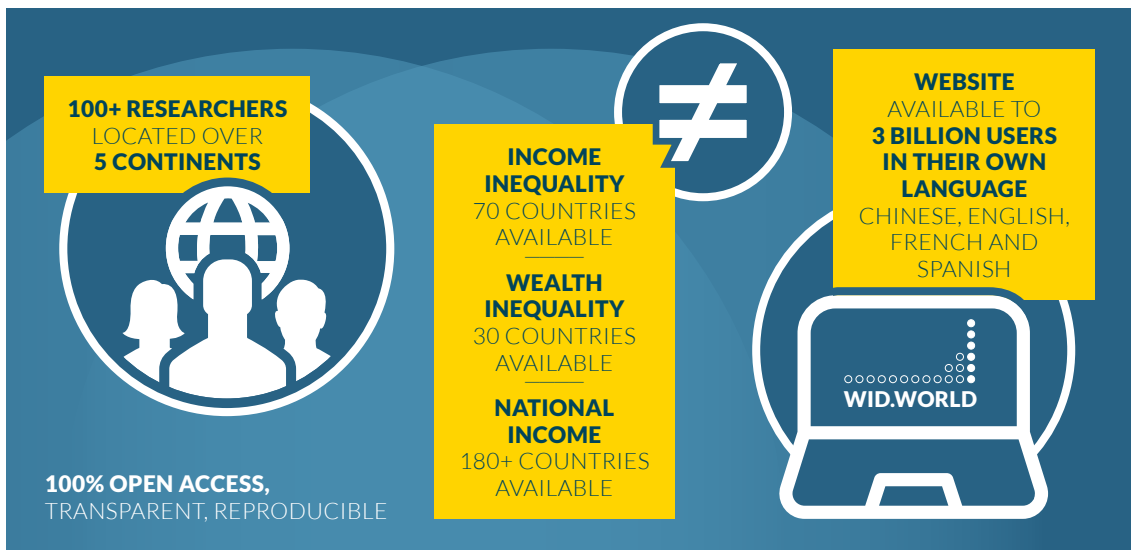 100+ RESEARCHERS
LOCATED OVER
5 CONTINENTS
100% OPEN ACCESS,
TRANSPARENT, REPRODUCIBLE
INCOME
INEQUALITY
70 COUNTRIES
AVAILABLE
WEALTH
INEQUALITY
30 COUNTRIES
AVAILABLE
NATIONAL
INCOME
180+ COUNTRIES
AVAILABLE
≠
WEBSITE
AVAILABLE TO
3 BILLION USERS
IN THEIR OWN
LANGUAGE
CHINESE, ENGLISH,
FRENCH AND
SPANISH
WID.WORLD